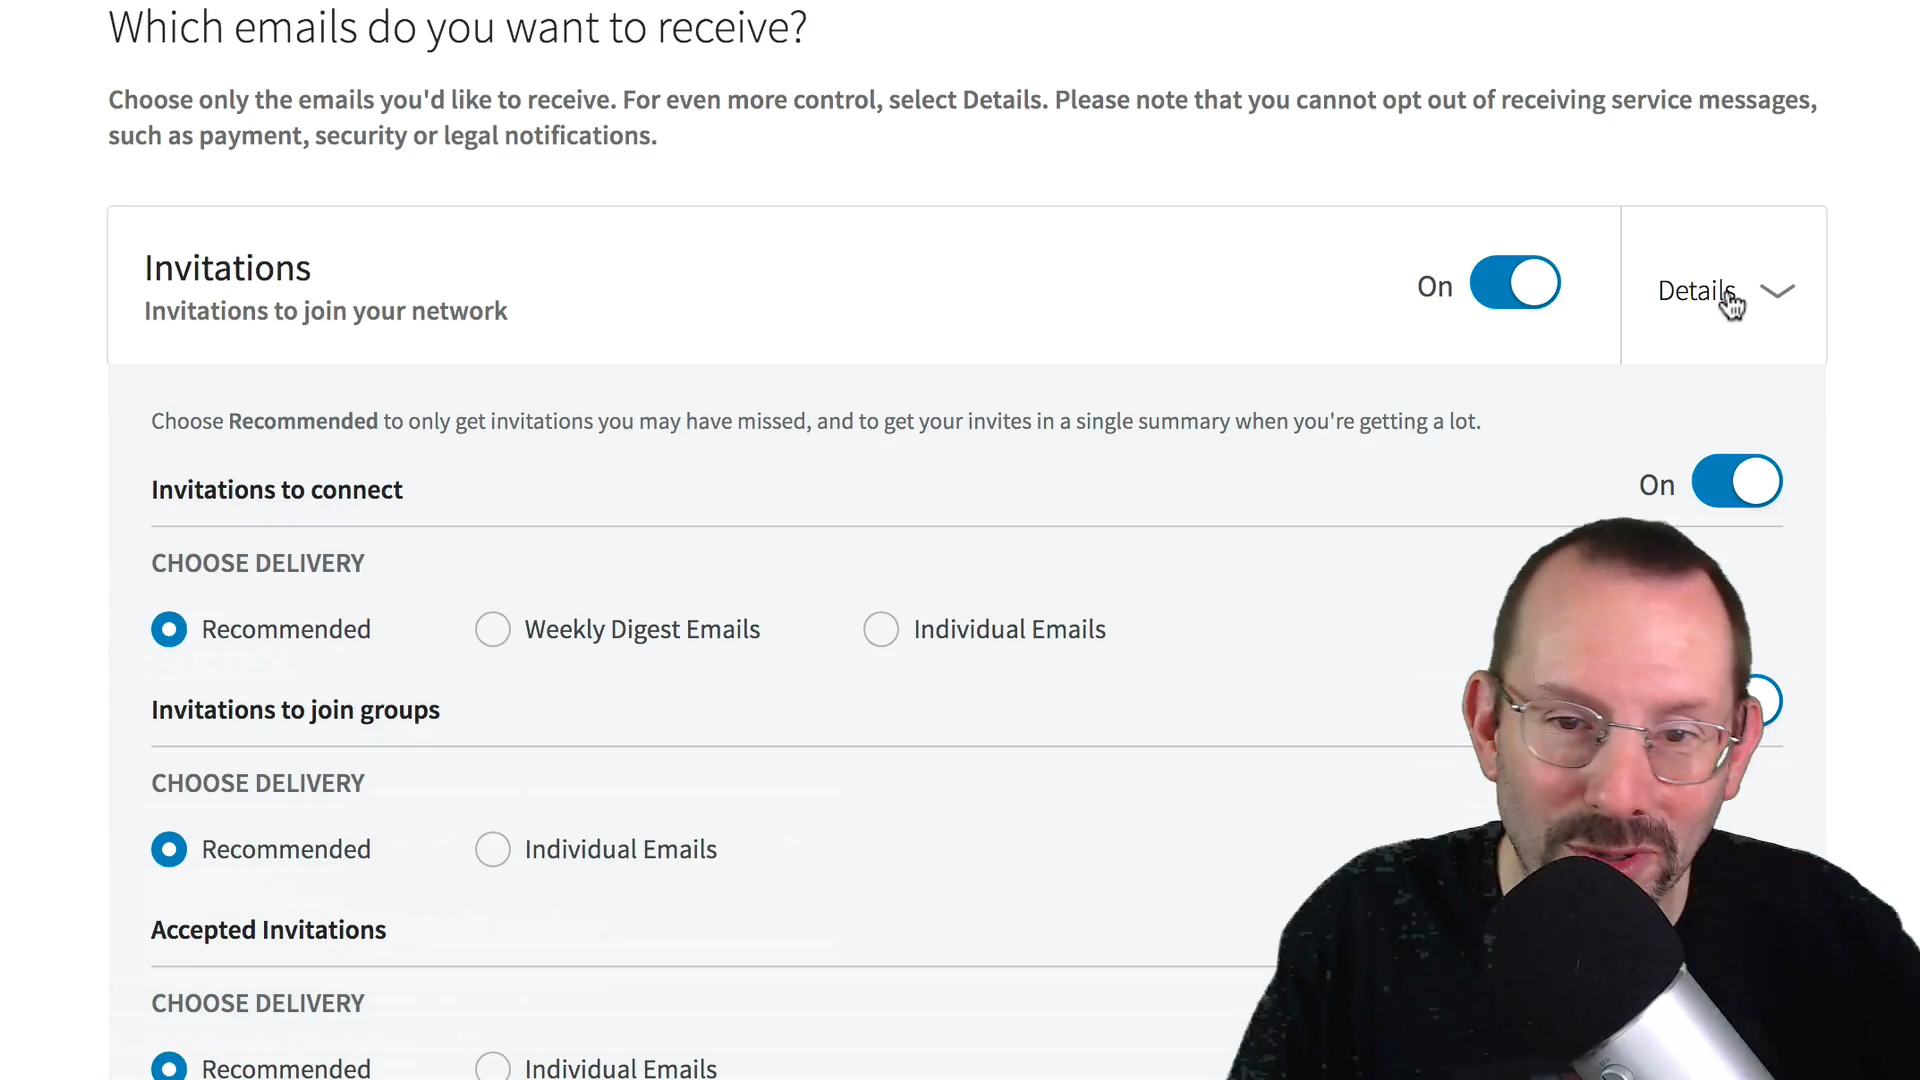 Which emails do you want to receive?
Choose only the emails you'd like to receive. For even more control, select Details. Please note that you cannot opt out of receiving service messages,
such as payment, security or legal notifications.
Invitations
Invitations to join your network
On
Details
Choose Recommended to only get invitations you may have missed, and to get your invites in a single summary when you're getting a lot.
Invitations to connect
On
CHOOSE DELIVERY
Recommended Weekly Digest Emails Individual Emails
Invitations to join groups
CHOOSE DELIVERY
Recommended Individual Emails
Accepted Invitations
CHOOSE DELIVERY
Recommended Individual Emails